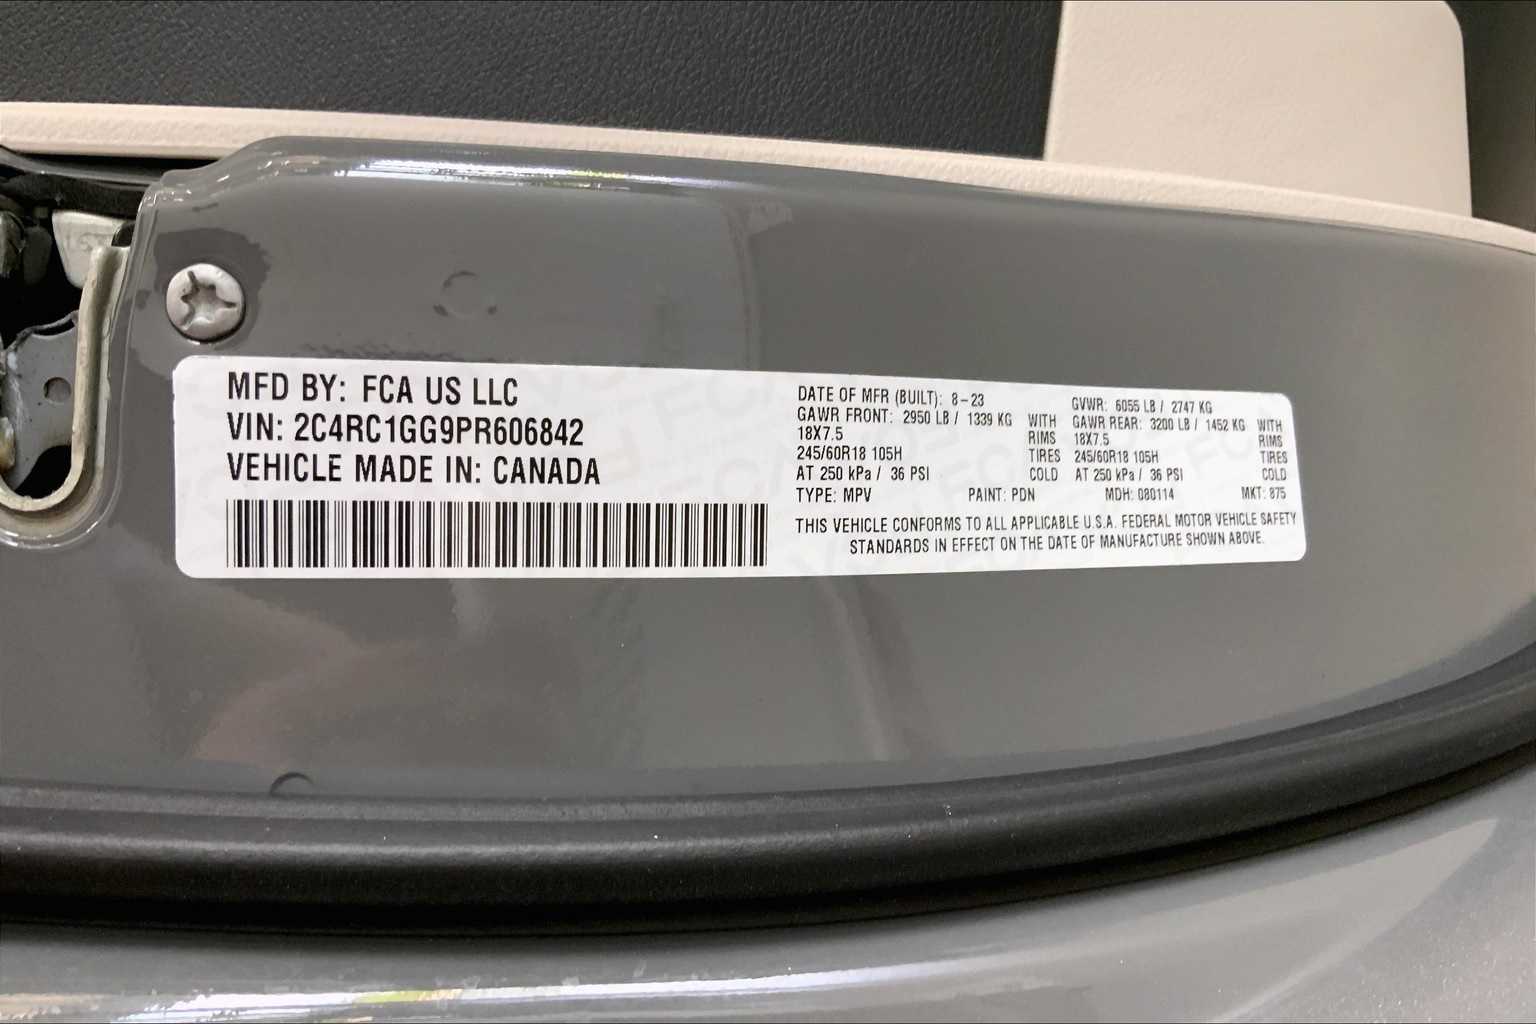 MFD BY: FCA US LLC
VIN: 2C4RC1GG9PR606842
VEHICLE MADE IN: CANADA
DATE OF MFR (BUILT): 8-23 GVWR: 6055 LB / 2747 KG
GAWR FRONT: 2950 LB / 1339 KG WITH GAWR REAR: 3200 LB / 1452 KG WITH
18X7.5 RIMS 18X7.5 RIMS
245/60R18 105H TIRES 245/60R18 105H TIRES
AT 250 kPa / 36 PSI COLD AT 250 kPa / 36 PSI COLD
TYPE: MPV PAINT: PDN MDH: 080114 MKT: 875
THIS VEHICLE CONFORMS TO ALL APPLICABLE U.S.A. FEDERAL MOTOR VEHICLE SAFETY
STANDARDS IN EFFECT ON THE DATE OF MANUFACTURE SHOWN ABOVE.